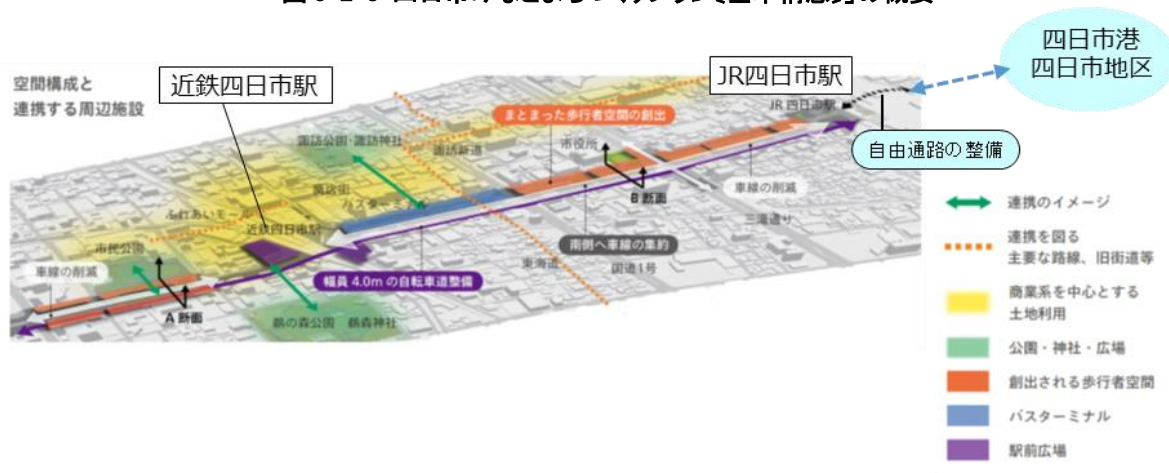 空間構成と
連携する周辺施設
近鉄四日市駅
JR四日市駅
四日市港
四日市地区
JR 四日市駅
自由通路の整備
まとまった歩行者空間の創出
諏訪公園・諏訪神社
諏訪新道
市役所
車線の削減
B 断面
商店街
バスターミナル
三滝通り
ふれあいモール
近鉄四日市駅
市民公園
南側へ車線の集約
東海道
国道1号
車線の削減
幅員 4.0mの自転車道整備
A 断面
鵜の森公園 鵜森神社
連携のイメージ
連携を図る
主要な路線、旧街道等
商業系を中心とする
土地利用
公園・神社・広場
創出される歩行者空間
バスターミナル
駅前広場